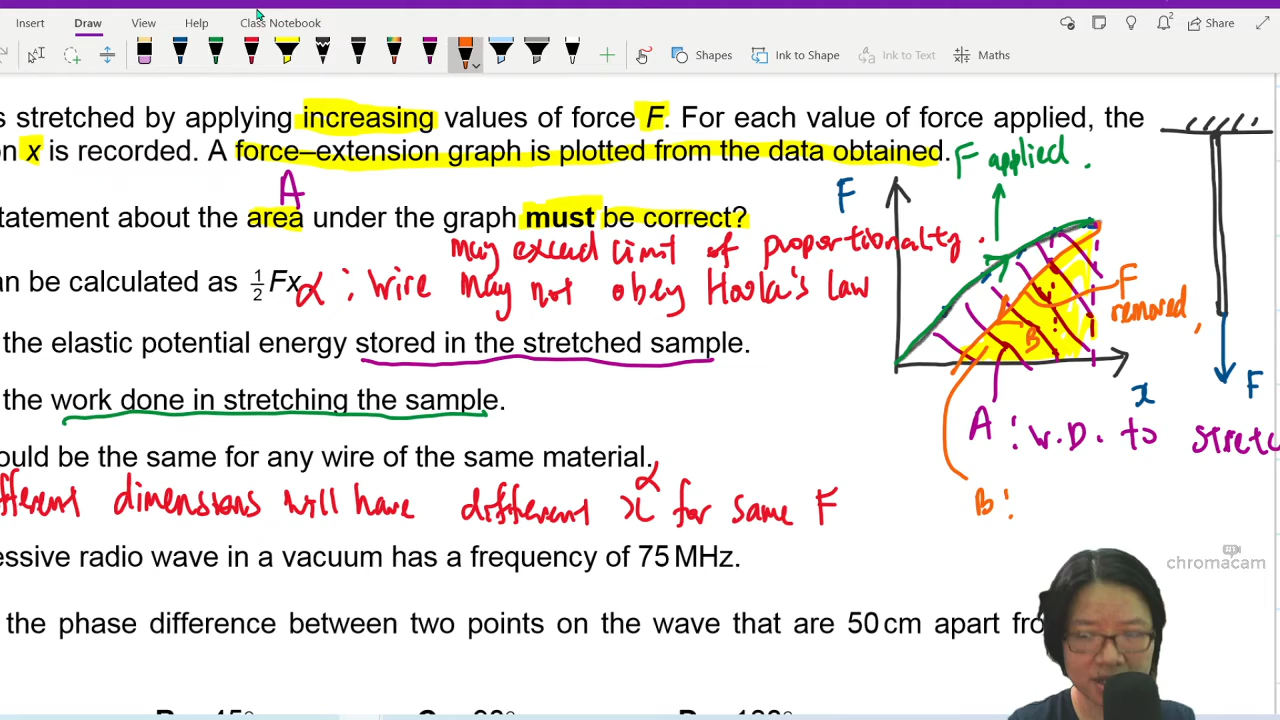 Insert Draw View Help Class Notebook Share
Shapes Ink to Shape Ink to Text Maths
s stretched by applying increasing values of force F. For each value of force applied, the
on x is recorded. A force–extension graph is plotted from the data obtained.
F applied.
A
F
tatement about the area under the graph must be correct?
may exceed limit of proportionality.
an be calculated as ½Fx.
α : wire may not obey Hooke's law
F removed,
B
the elastic potential energy stored in the stretched sample.
F
x
the work done in stretching the sample.
A : W.D. to stretc
ould be the same for any wire of the same material.
fferent dimensions will have different x for same F
α
B :
essive radio wave in a vacuum has a frequency of 75 MHz.
chromacam
the phase difference between two points on the wave that are 50 cm apart fro